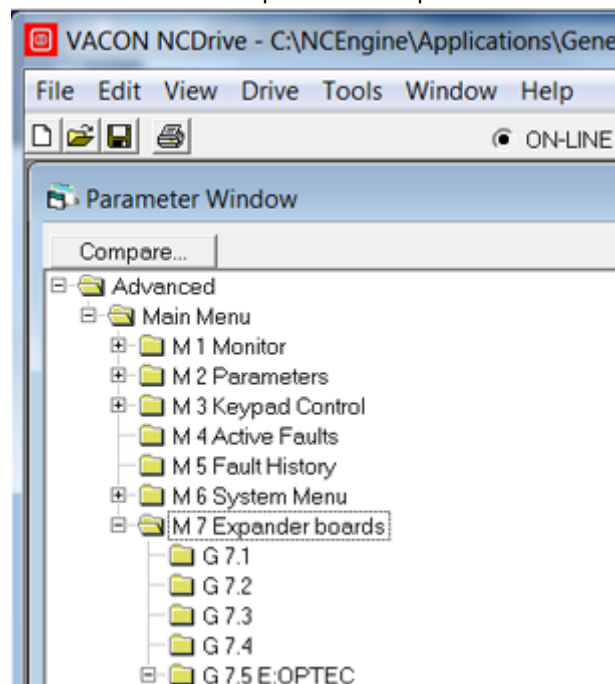 VACON NCDrive - C:\NCEngine\Applications\Gene
File Edit View Drive Tools Window Help
ON-LINE
Parameter Window
Compare...
Advanced
Main Menu
M 1 Monitor
M 2 Parameters
M 3 Keypad Control
M 4 Active Faults
M 5 Fault History
M 6 System Menu
M 7 Expander boards
G 7.1
G 7.2
G 7.3
G 7.4
G 7.5 E:OPTEC